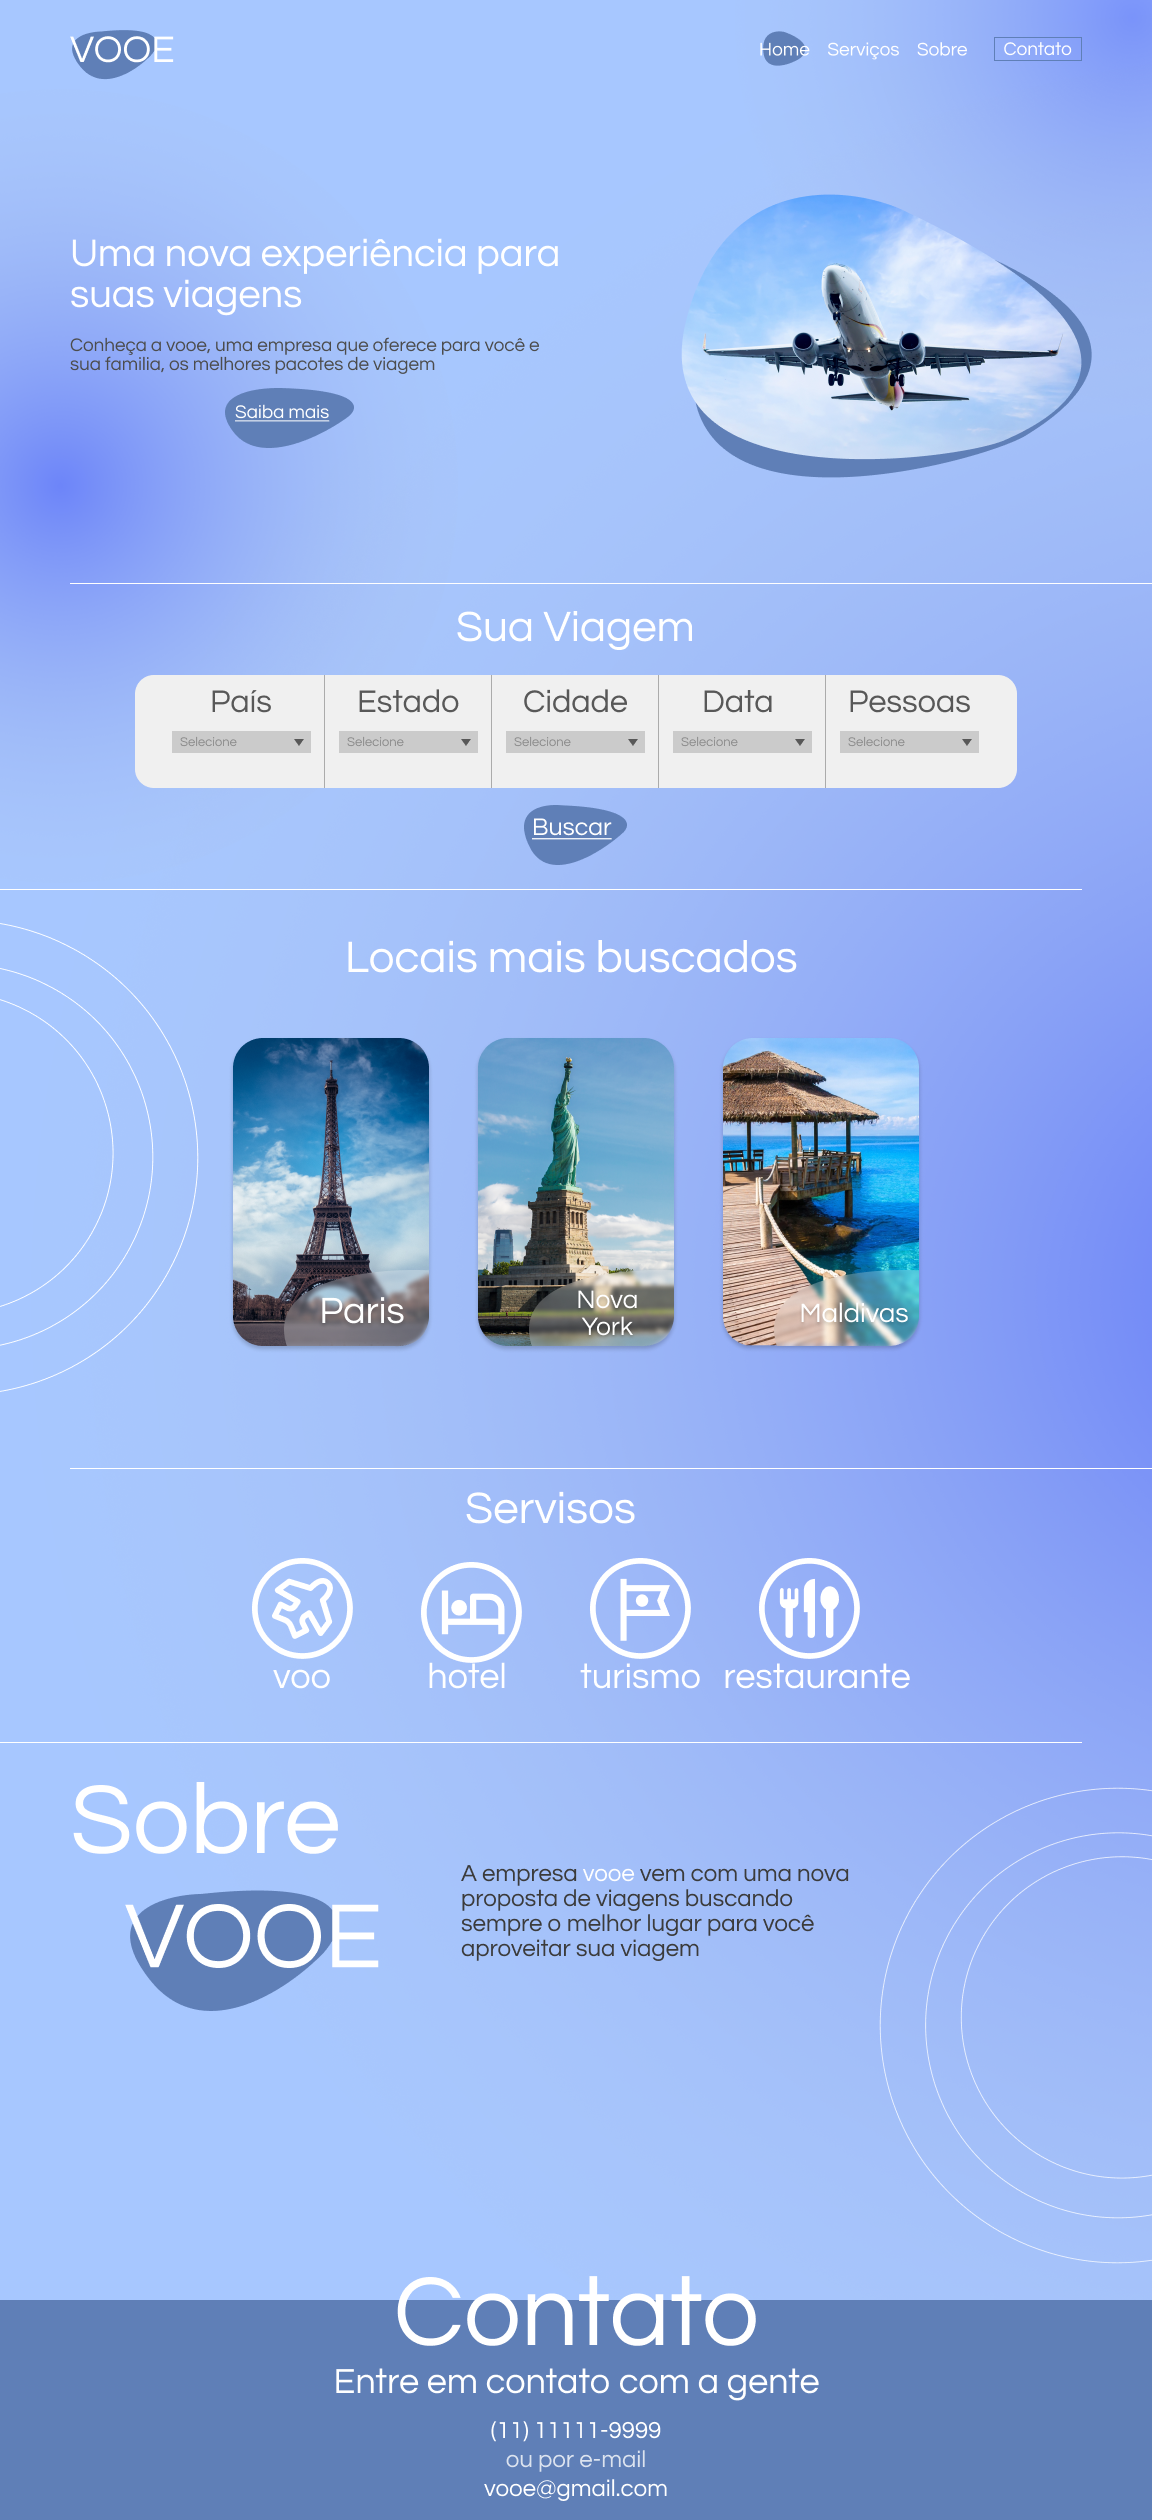 VOOE
Home Serviços Sobre Contato
Uma nova experiência para
suas viagens
Conheça a vooe, uma empresa que oferece para você e
sua familia, os melhores pacotes de viagem
Saiba mais
Sua Viagem
País Estado Cidade Data Pessoas
Selecione Selecione Selecione Selecione Selecione
Buscar
Locais mais buscados
Paris
Nova
York
Maldivas
Servisos
voo hotel turismo restaurante
Sobre
VOOE
A empresa vooe vem com uma nova
proposta de viagens buscando
sempre o melhor lugar para você
aproveitar sua viagem
Contato
Entre em contato com a gente
(11) 11111-9999
ou por e-mail
vooe@gmail.com